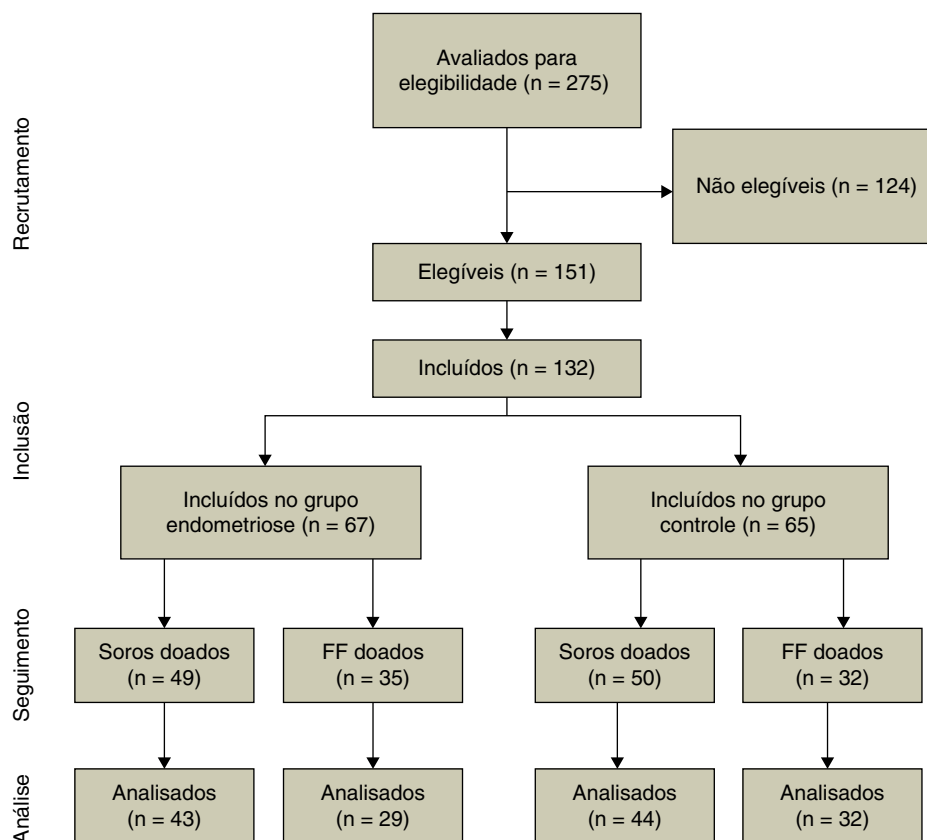 Recrutamento
Avaliados para
elegibilidade (n = 275)
Não elegíveis (n = 124)
Elegíveis (n = 151)
Incluídos (n = 132)
Inclusão
Incluídos no grupo
endometriose (n = 67)
Incluídos no grupo
controle (n = 65)
Seguimento
Soros doados
(n = 49)
FF doados
(n = 35)
Soros doados
(n = 50)
FF doados
(n = 32)
Análise
Analisados
(n = 43)
Analisados
(n = 29)
Analisados
(n = 44)
Analisados
(n = 32)